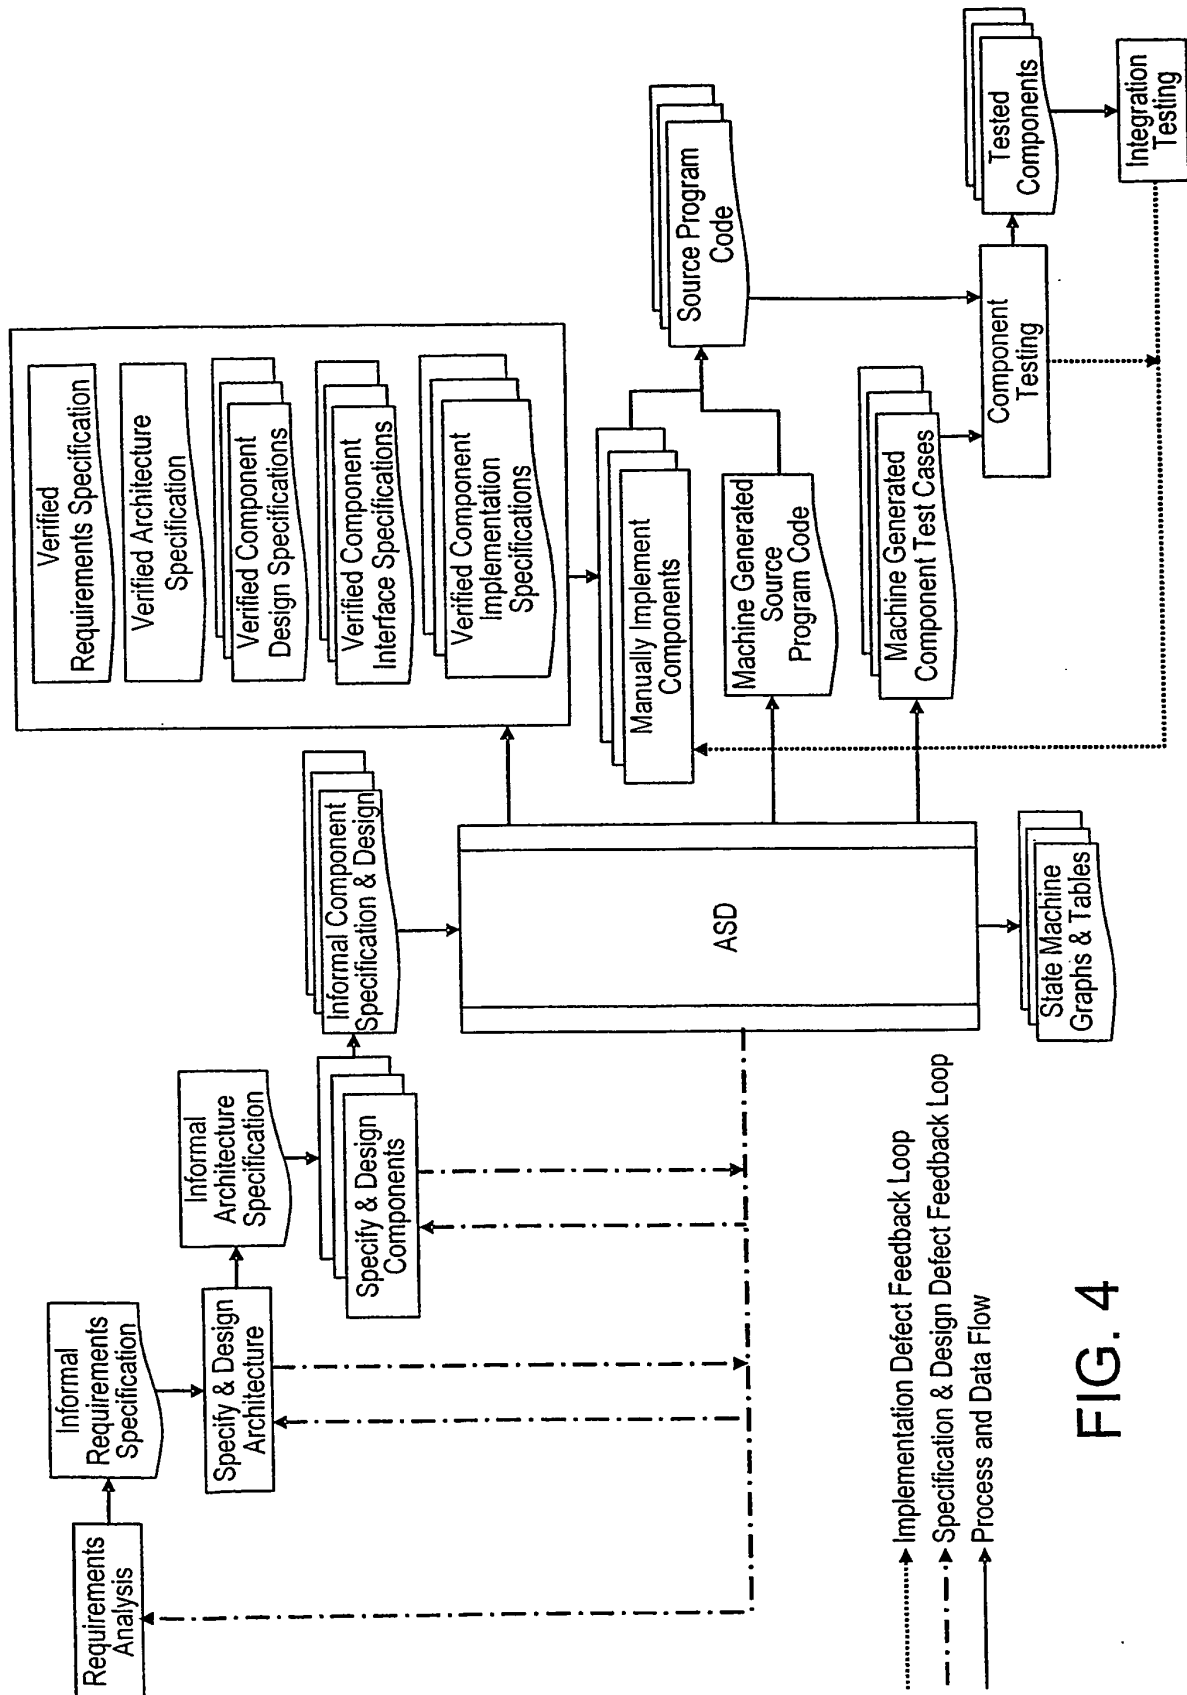 Requirements
Analysis
Informal
Requirements
Specification
Specify & Design
Architecture
Informal
Architecture
Specification
Specify & Design
Components
Informal Component
Specification & Design
ASD
State Machine
Graphs & Tables
Verified
Requirements Specification
Verified Architecture
Specification
Verified Component
Design Specifications
Verified Component
Interface Specifications
Verified Component
Implementation
Specifications
Manually Implement
Components
Machine Generated
Source
Program Code
Machine Generated
Component Test Cases
Source Program
Code
Component
Testing
Tested
Components
Integration
Testing
Implementation Defect Feedback Loop
Specification & Design Defect Feedback Loop
Process and Data Flow
FIG. 4